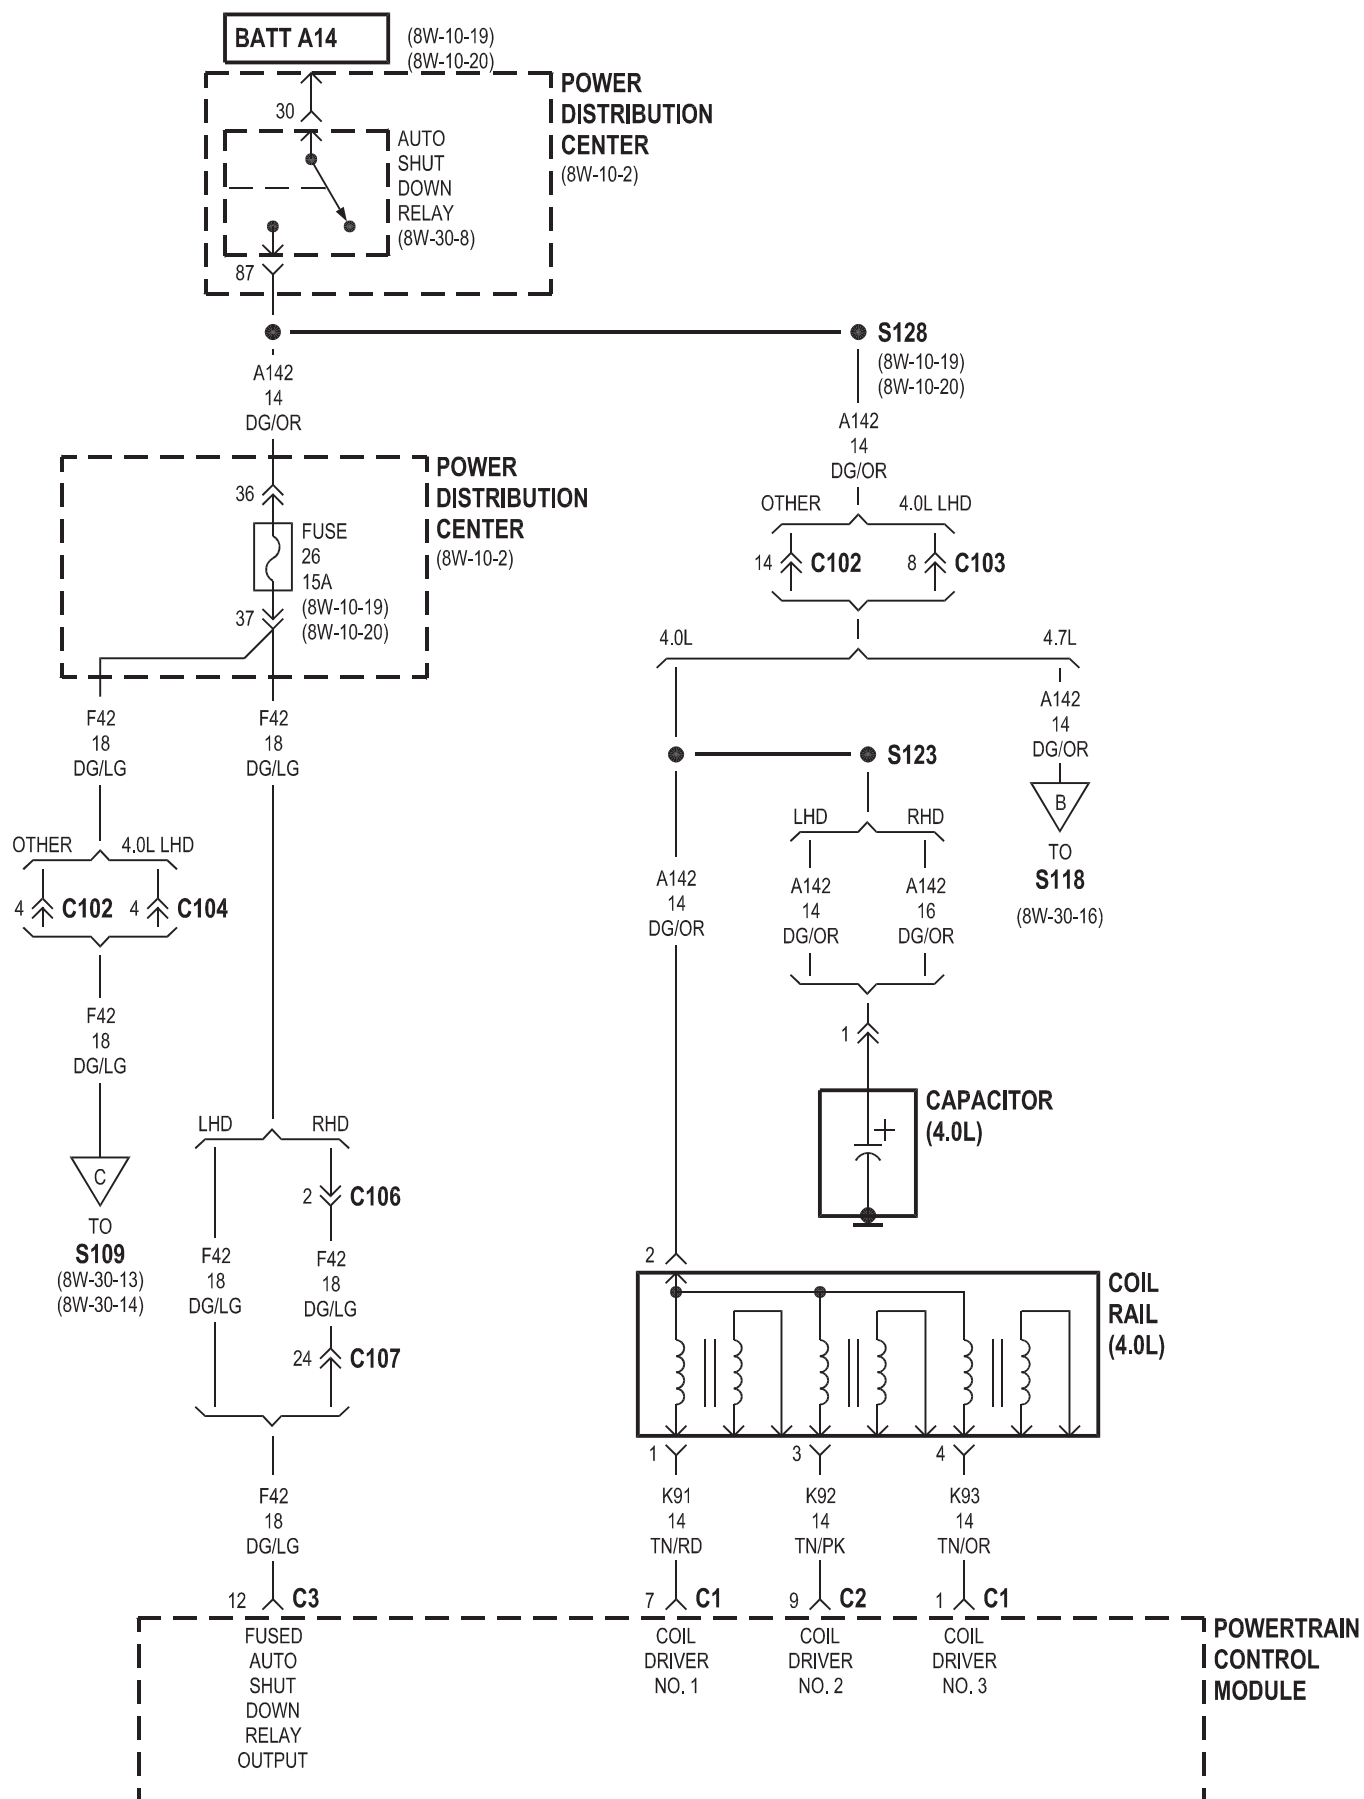 BATT A14
(8W-10-19)
(8W-10-20)
POWER
DISTRIBUTION
CENTER
(8W-10-2)
30
AUTO
SHUT
DOWN
RELAY
(8W-30-8)
87
S128
(8W-10-19)
(8W-10-20)
A142
14
DG/OR
A142
14
DG/OR
POWER
DISTRIBUTION
CENTER
(8W-10-2)
36
FUSE
26
15A
(8W-10-19)
(8W-10-20)
37
OTHER
4.0L LHD
14
C102
8
C103
4.0L
4.7L
F42
18
DG/LG
F42
18
DG/LG
A142
14
DG/OR
S123
B
TO
S118
(8W-30-16)
LHD
RHD
OTHER
4.0L LHD
4
C102
4
C104
A142
14
DG/OR
A142
14
DG/OR
A142
16
DG/OR
F42
18
DG/LG
1
CAPACITOR
(4.0L)
+
LHD
RHD
C
TO
S109
(8W-30-13)
(8W-30-14)
2
C106
F42
18
DG/LG
F42
18
DG/LG
24
C107
2
COIL
RAIL
(4.0L)
1
3
4
F42
18
DG/LG
K91
14
TN/RD
K92
14
TN/PK
K93
14
TN/OR
12
C3
7
C1
9
C2
1
C1
FUSED
AUTO
SHUT
DOWN
RELAY
OUTPUT
COIL
DRIVER
NO. 1
COIL
DRIVER
NO. 2
COIL
DRIVER
NO. 3
POWERTRAIN
CONTROL
MODULE